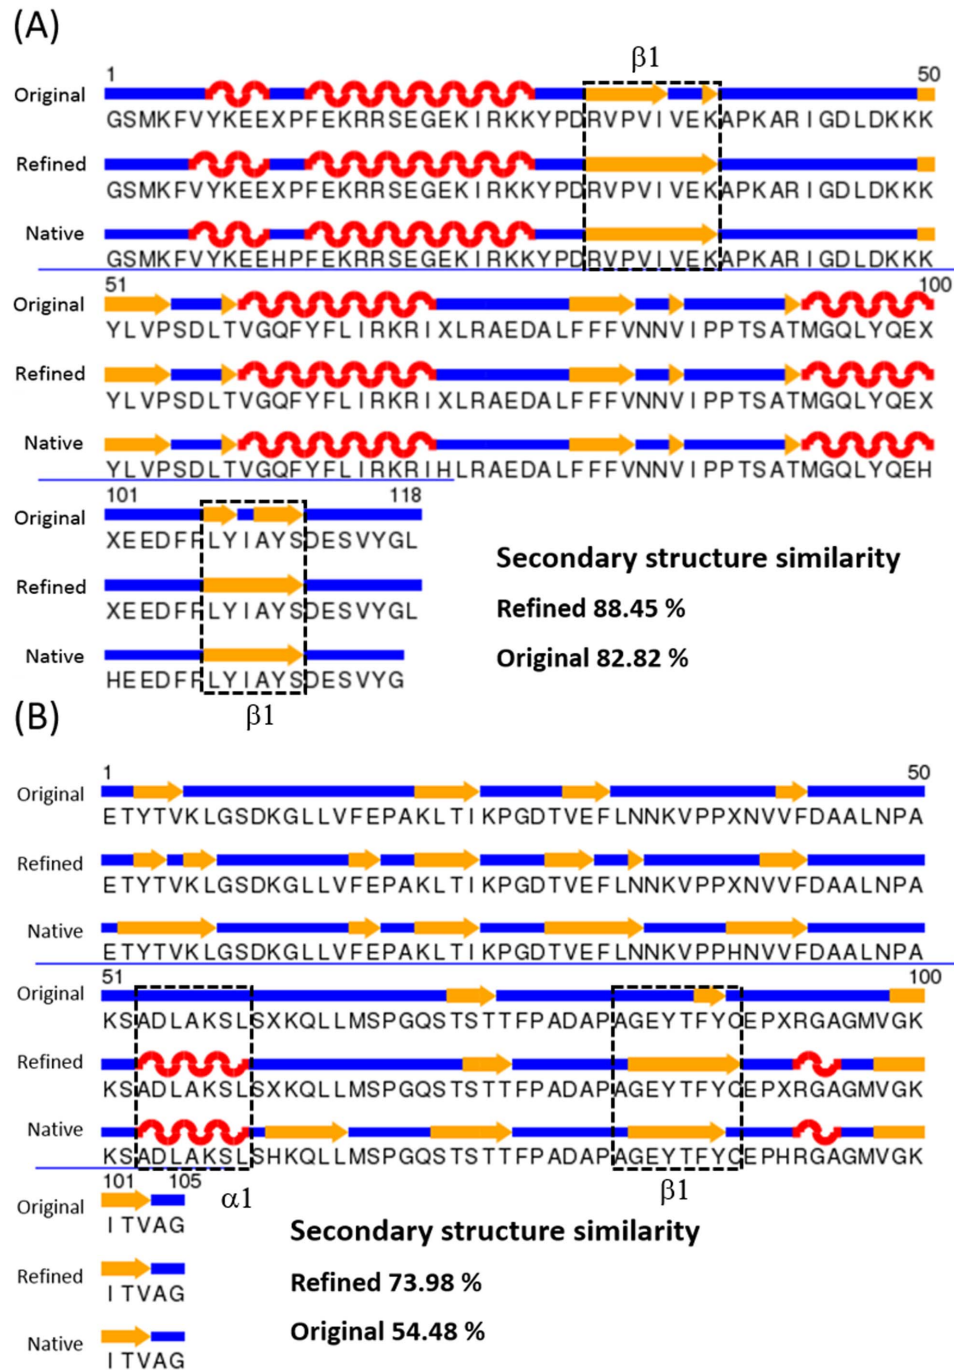 (A)
β1
1 50
Original
GSMKFVYKEEXPFEKRRSEGEKIRKKYPDRVPVIVEKAPKARIGDLDKKK
Refined
GSMKFVYKEEXPFEKRRSEGEKIRKKYPDRVPVIVEKAPKARIGDLDKKK
Native
GSMKFVYKEEHPFEKRRSEGEKIRKKYPDRVPVIVEKAPKARIGDLDKKK
51 100
Original
YLVPSDLTVGQFYFLIRKRIXLRAEDALFFFVNNVIPPTSATMGQLYQEX
Refined
YLVPSDLTVGQFYFLIRKRIXLRAEDALFFFVNNVIPPTSATMGQLYQEX
Native
YLVPSDLTVGQFYFLIRKRIHLRAEDALFFFVNNVIPPTSATMGQLYQEH
101 118
Original
XEEDFFLYIAYSDESVYGL
Secondary structure similarity
Refined
XEEDFFLYIAYSDESVYGL
Refined 88.45 %
Native
HEEDFFLYIAYSDESVYG
Original 82.82 %
β1
(B)
1 50
Original
ETYTVKLGSDKGLLVFEPAKLTIKPGDTVEFLNNKVPPXNVVFDAALNPA
Refined
ETYTVKLGSDKGLLVFEPAKLTIKPGDTVEFLNNKVPPXNVVFDAALNPA
Native
ETYTVKLGSDKGLLVFEPAKLTIKPGDTVEFLNNKVPPHNVVFDAALNPA
51 100
Original
KSADLAKSLSXKQLLMSPGQSTSTTFPADAPAGEYTFYCEPXRGAGMVGK
Refined
KSADLAKSLSXKQLLMSPGQSTSTTFPADAPAGEYTFYCEPXRGAGMVGK
Native
KSADLAKSLSHKQLLMSPGQSTSTTFPADAPAGEYTFYCEPHRGAGMVGK
101 105
α1
β1
Original
ITVAG
Secondary structure similarity
Refined
ITVAG
Refined 73.98 %
Native
ITVAG
Original 54.48 %